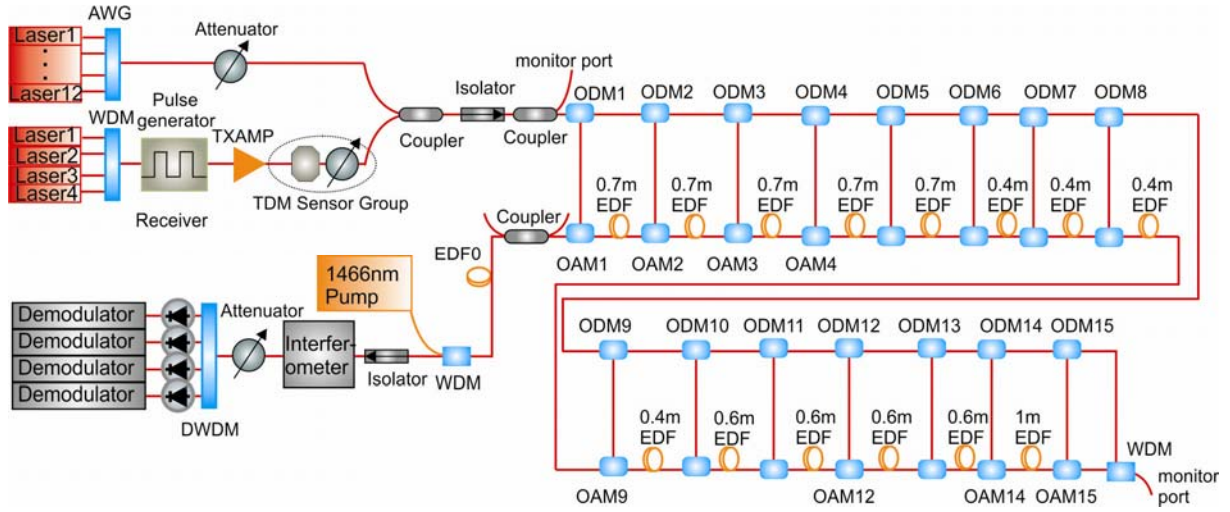 AWG
Laser1
Laser12
Attenuator
WDM
Pulse
generator
TXAMP
Laser1
Laser2
Laser3
Laser4
Receiver
TDM Sensor Group
Coupler
Isolator
monitor port
Coupler
ODM1
ODM2
ODM3
ODM4
ODM5
ODM6
ODM7
ODM8
0.7m
EDF
0.7m
EDF
0.7m
EDF
0.7m
EDF
0.7m
EDF
0.4m
EDF
0.4m
EDF
0.4m
EDF
Coupler
OAM1
OAM2
OAM3
OAM4
EDF0
1466nm
Pump
Demodulator
Demodulator
Demodulator
Demodulator
DWDM
Attenuator
Interfer-
ometer
Isolator
WDM
ODM9
ODM10
ODM11
ODM12
ODM13
ODM14
ODM15
0.4m
EDF
0.6m
EDF
0.6m
EDF
0.6m
EDF
0.6m
EDF
1m
EDF
WDM
monitor
port
OAM9
OAM12
OAM14
OAM15